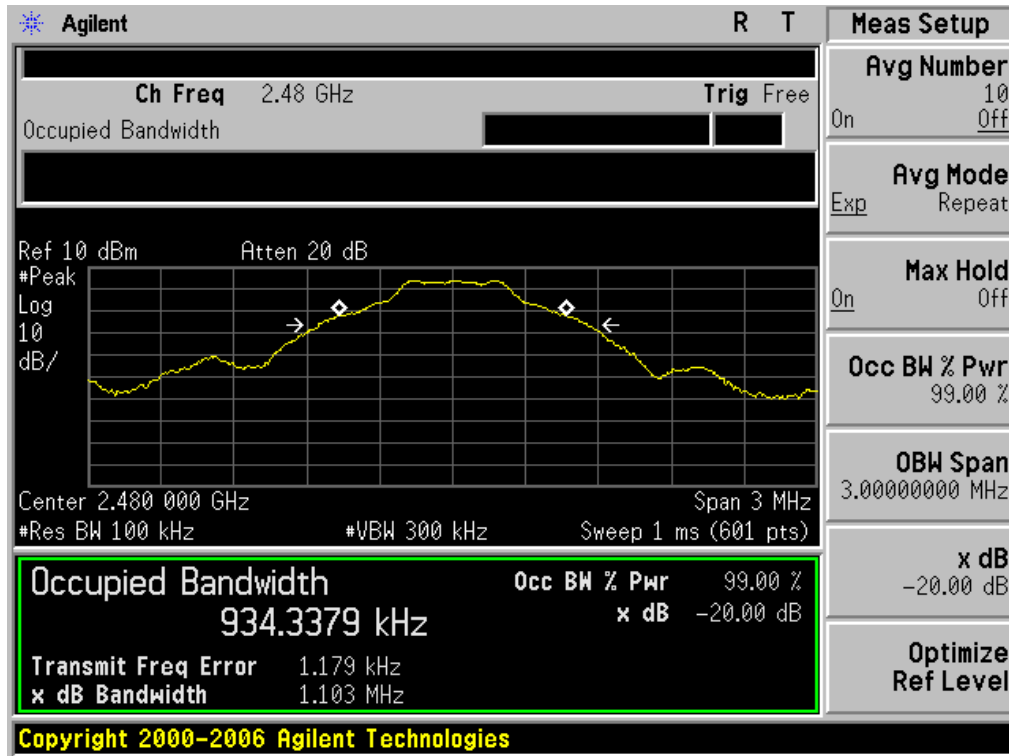 Agilent R T
Ch Freq 2.48 GHz Trig Free
Occupied Bandwidth
Ref 10 dBm Atten 20 dB
#Peak
Log
10
dB/
Center 2.480 000 GHz Span 3 MHz
#Res BW 100 kHz #VBW 300 kHz Sweep 1 ms (601 pts)
Occupied Bandwidth Occ BW % Pwr 99.00 %
934.3379 kHz x dB -20.00 dB
Transmit Freq Error 1.179 kHz
x dB Bandwidth 1.103 MHz
Copyright 2000-2006 Agilent Technologies
Meas Setup
Avg Number
10
On Off
Avg Mode
Exp Repeat
Max Hold
On Off
Occ BW % Pwr
99.00 %
OBW Span
3.00000000 MHz
x dB
-20.00 dB
Optimize
Ref Level